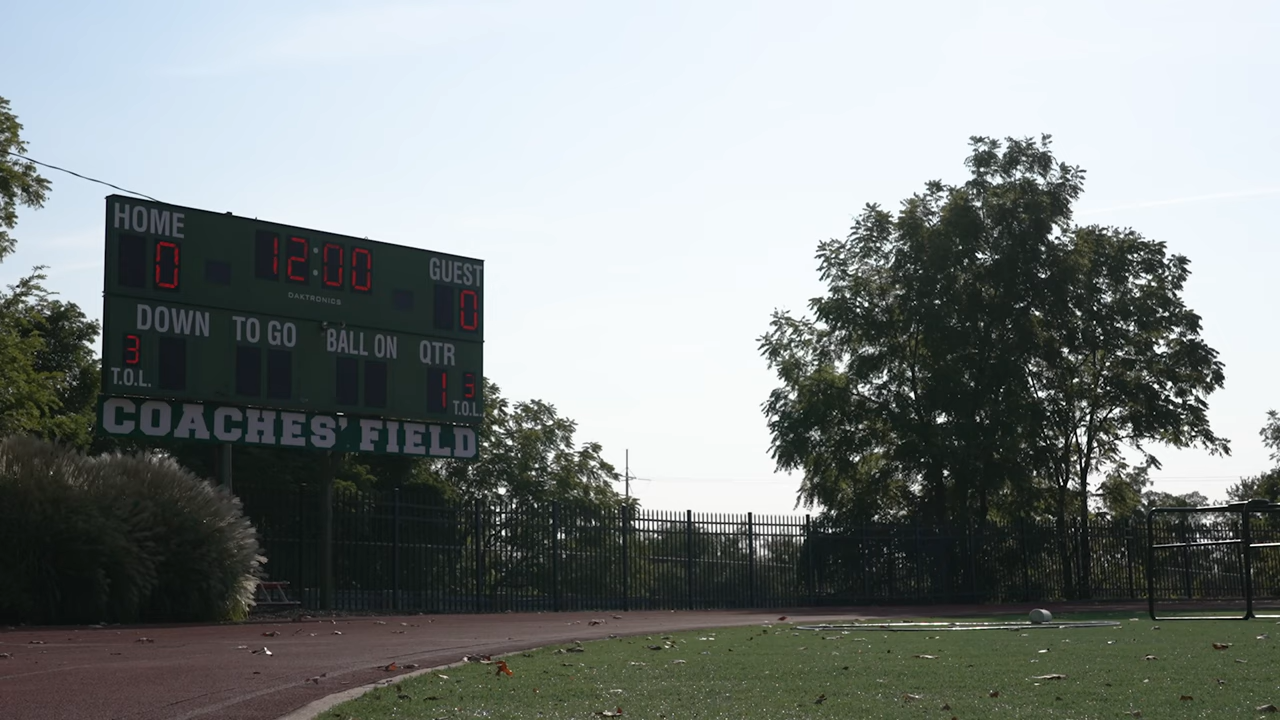 HOME 12:00 GUEST
0 0
DAKTRONICS
DOWN TO GO BALL ON QTR
3 1 3
T.O.L. T.O.L.
COACHES' FIELD